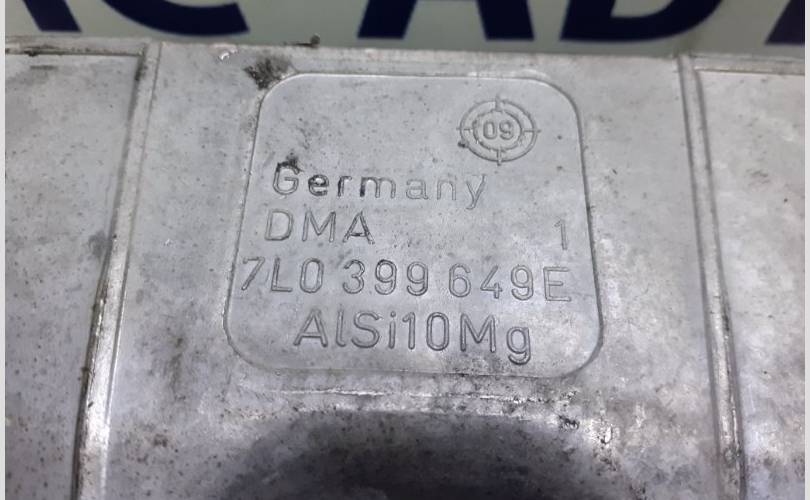 09
Germany
DMA 1
7L0 399 649E
AlSi10Mg